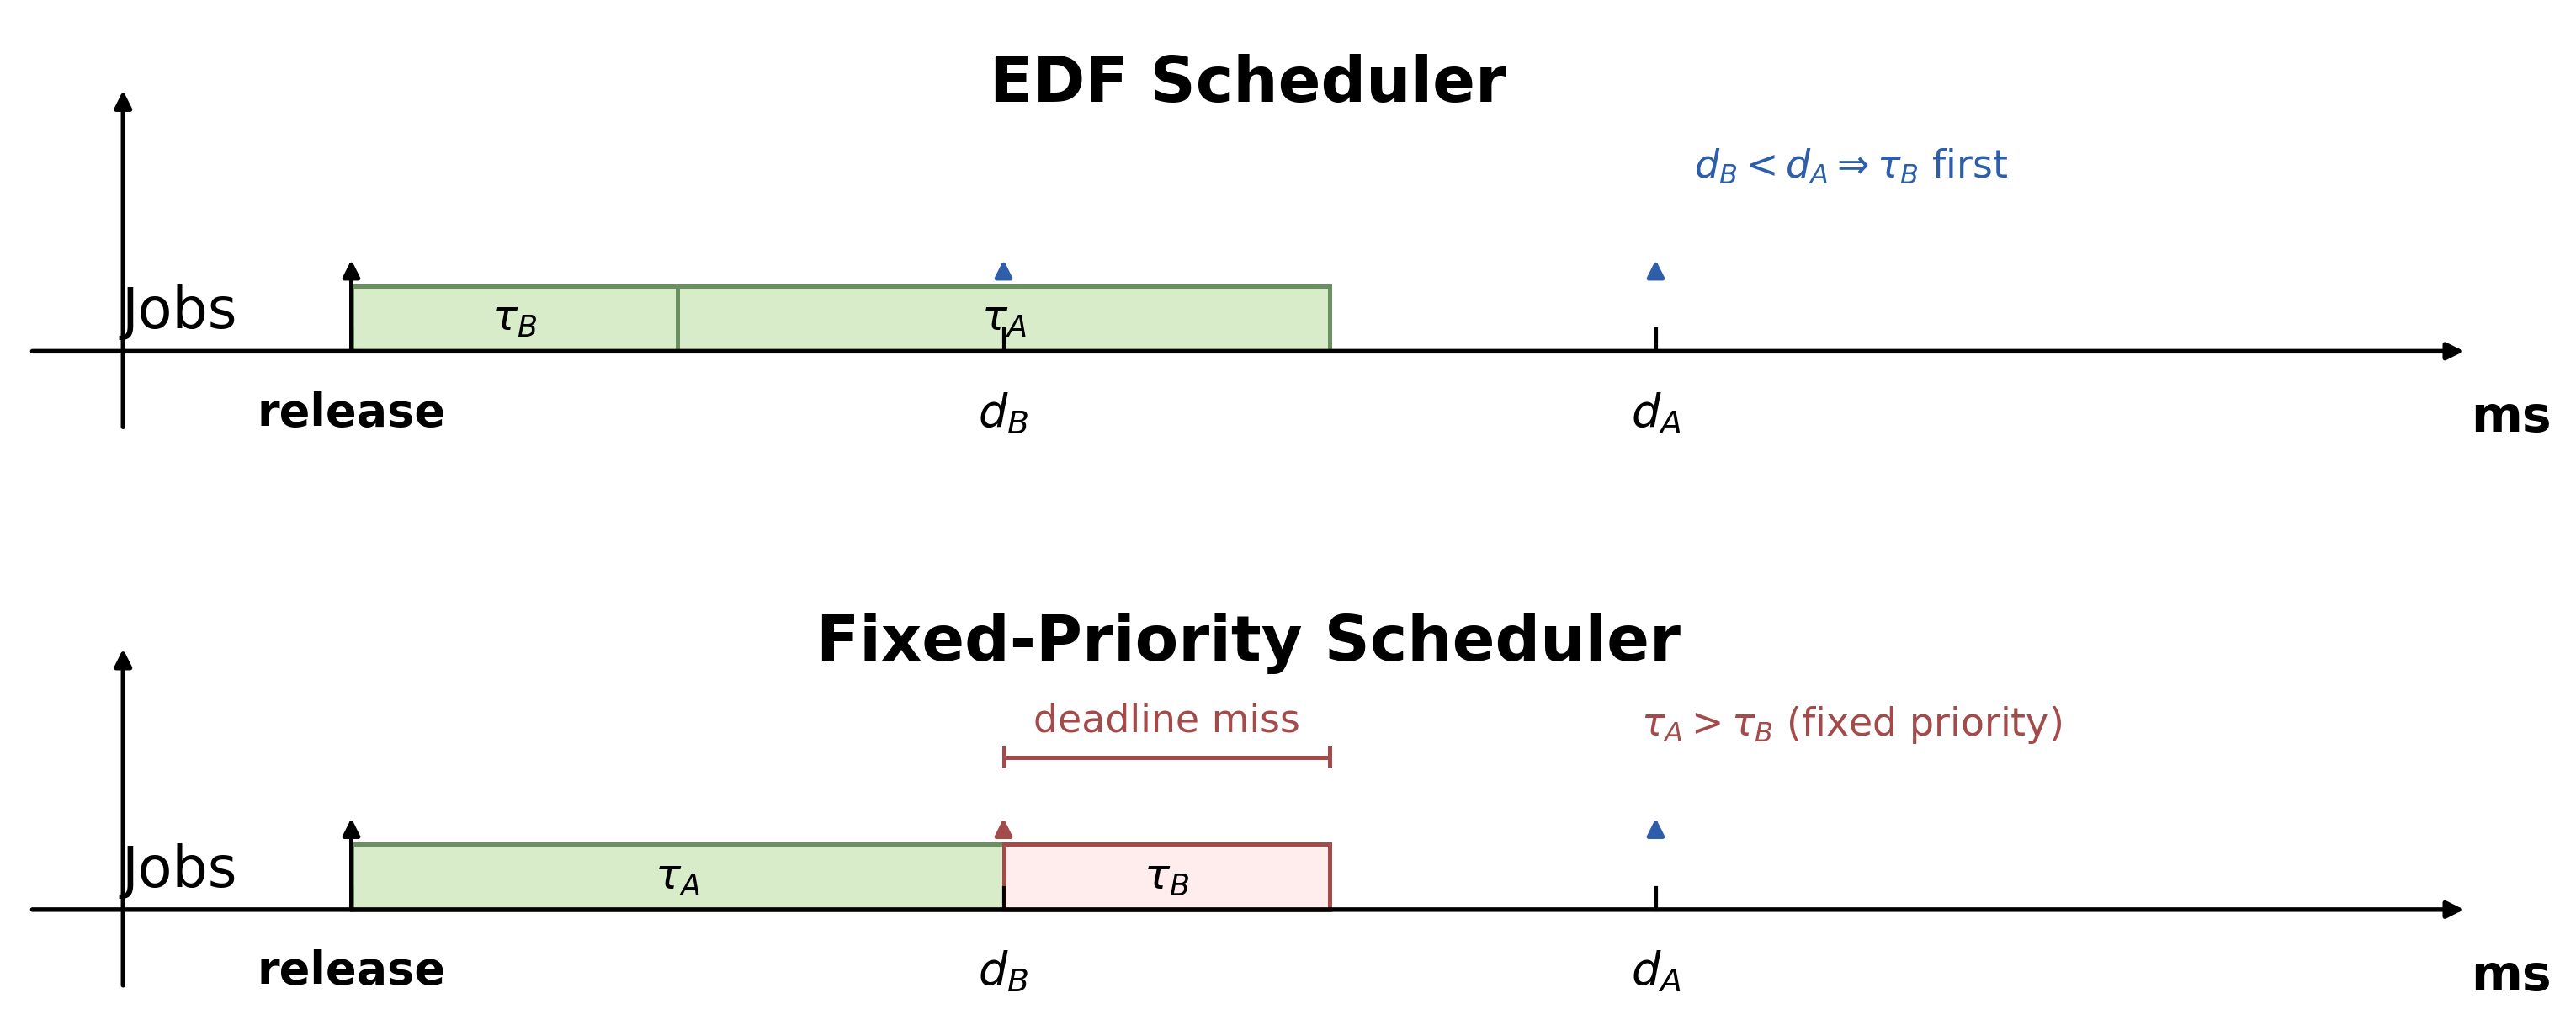 EDF Scheduler
d_B < d_A ⇒ τ_B first
Jobs
τ_B
τ_A
release
d_B
d_A
ms
Fixed-Priority Scheduler
deadline miss
τ_A > τ_B (fixed priority)
Jobs
τ_A
τ_B
release
d_B
d_A
ms